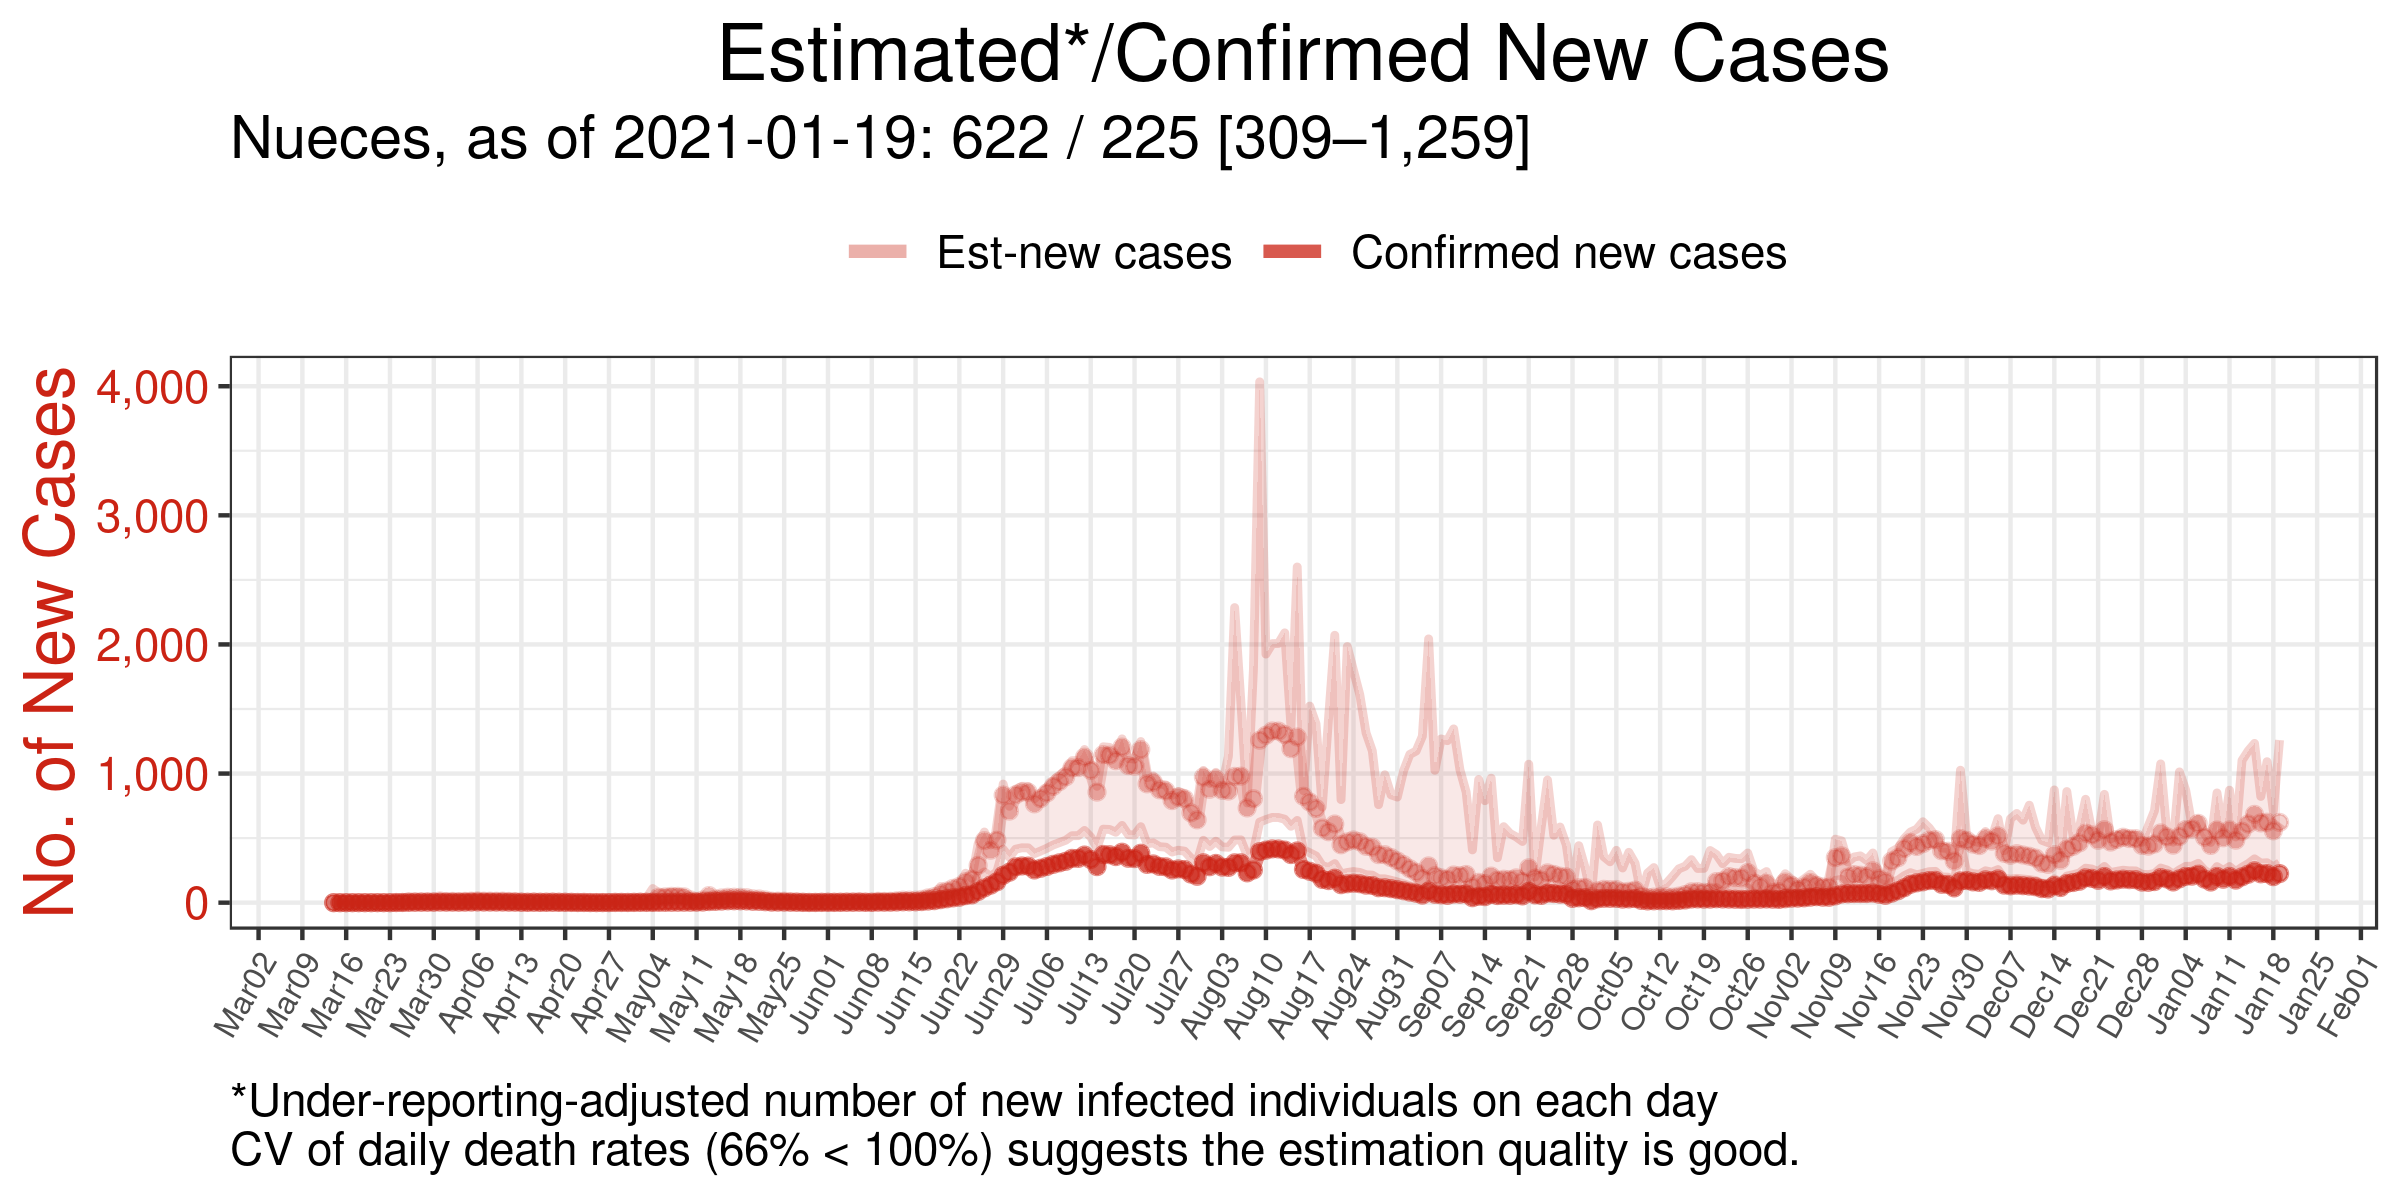 Estimated*/Confirmed New Cases
Nueces, as of 2021-01-19: 622 / 225 [309–1,259]
Est-new cases Confirmed new cases
No. of New Cases
4,000
3,000
2,000
1,000
0
Mar02 Mar09 Mar16 Mar23 Mar30 Apr06 Apr13 Apr20 Apr27 May04 May11 May18 May25 Jun01 Jun08 Jun15 Jun22 Jun29 Jul06 Jul13 Jul20 Jul27 Aug03 Aug10 Aug17 Aug24 Aug31 Sep07 Sep14 Sep21 Sep28 Oct05 Oct12 Oct19 Oct26 Nov02 Nov09 Nov16 Nov23 Nov30 Dec07 Dec14 Dec21 Dec28 Jan04 Jan11 Jan18 Jan25 Feb01
*Under-reporting-adjusted number of new infected individuals on each day
CV of daily death rates (66% < 100%) suggests the estimation quality is good.